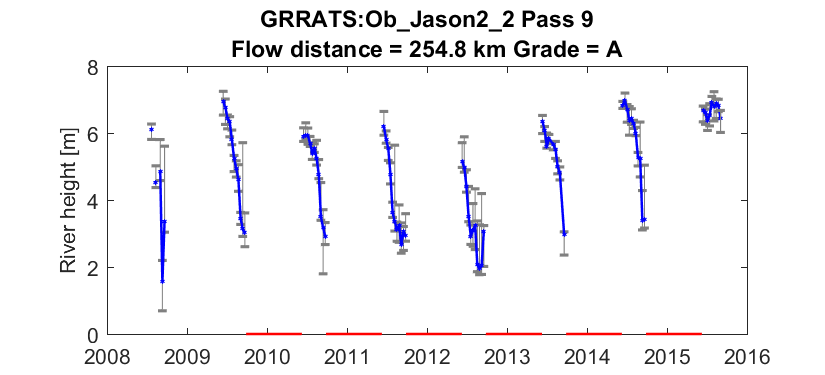 GRRATS:Ob_Jason2_2 Pass 9
Flow distance = 254.8 km Grade = A
River height [m]
8
6
4
2
0
2008 2009 2010 2011 2012 2013 2014 2015 2016